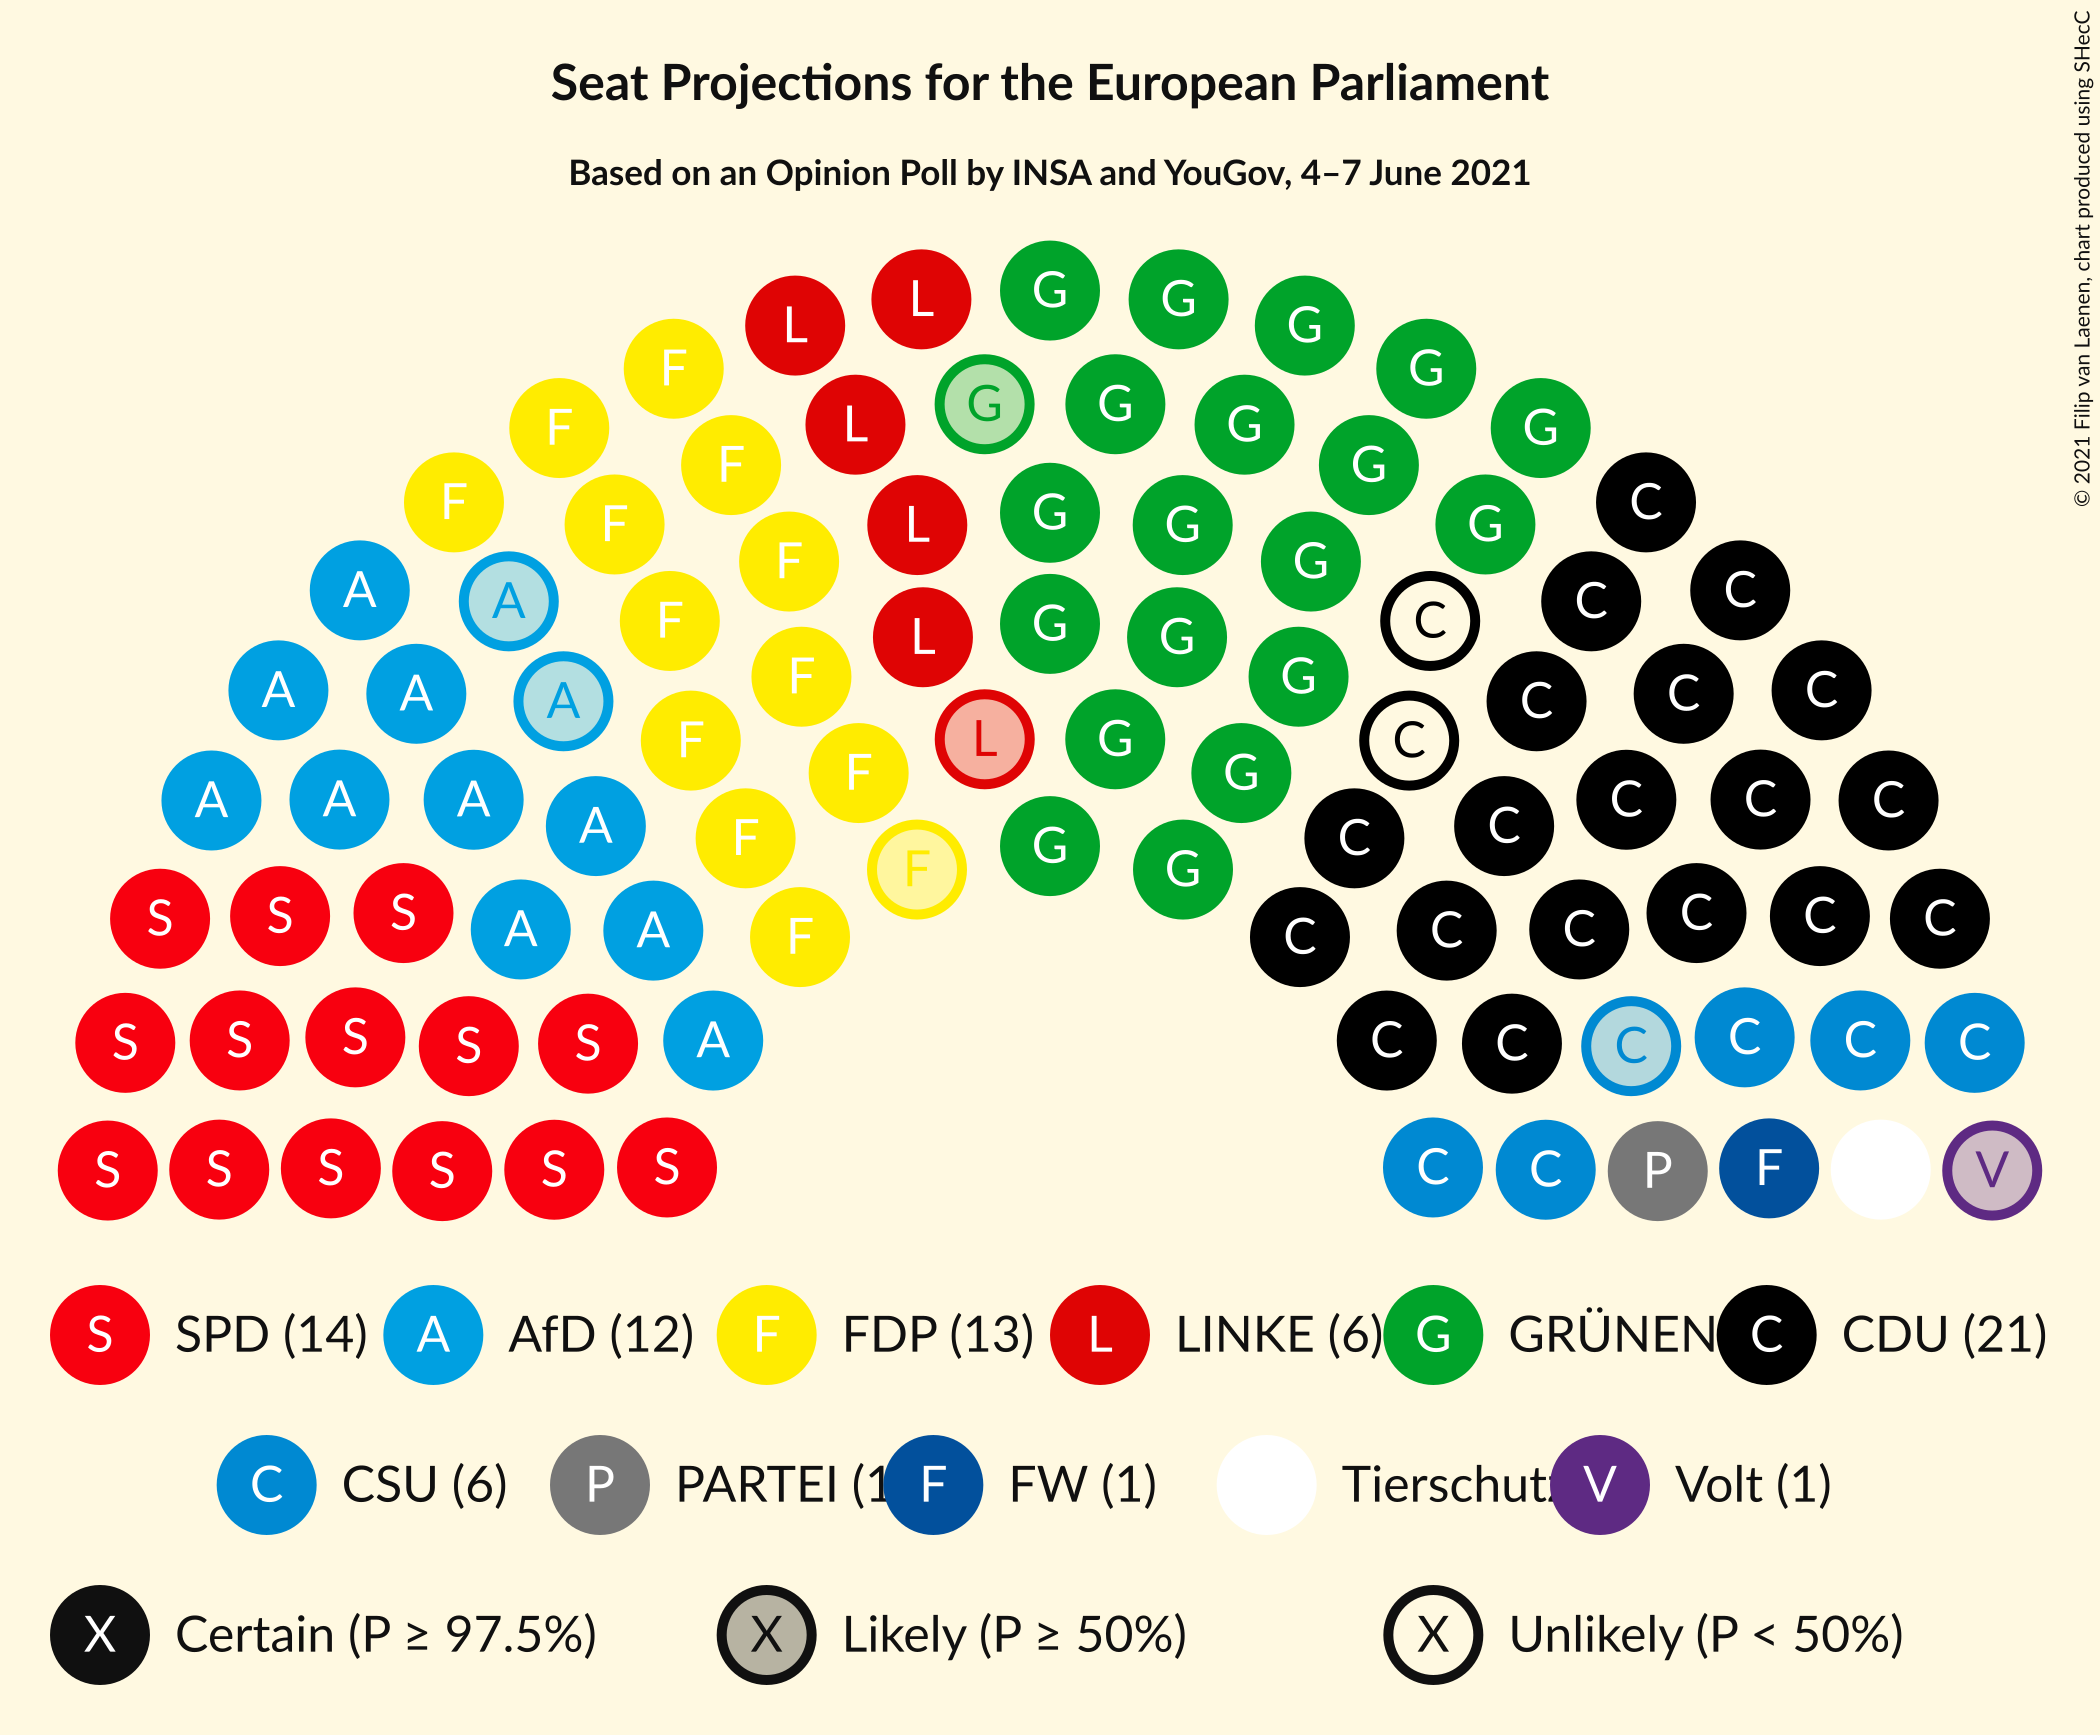 Seat Projections for the European Parliament
Based on an Opinion Poll by INSA and YouGov, 4–7 June 2021
© 2021 Filip van Laenen, chart produced using SHecC
L L G G G
F L G G G G
F F L G G G G
F F F L G G G G C
A A F F L G G G C C C
A A A F F L G G C C C C
A A A A F F F G G C C C C C
S S S A A F C C C C C C
S S S S S A C C C C C C
S S S S S S C C P F V
S SPD (14) A AfD (12) F FDP (13) L LINKE (6) G GRÜNEN C CDU (21)
C CSU (6) P PARTEI (1 F FW (1) Tierschutz V Volt (1)
X Certain (P ≥ 97.5%) X Likely (P ≥ 50%) X Unlikely (P < 50%)